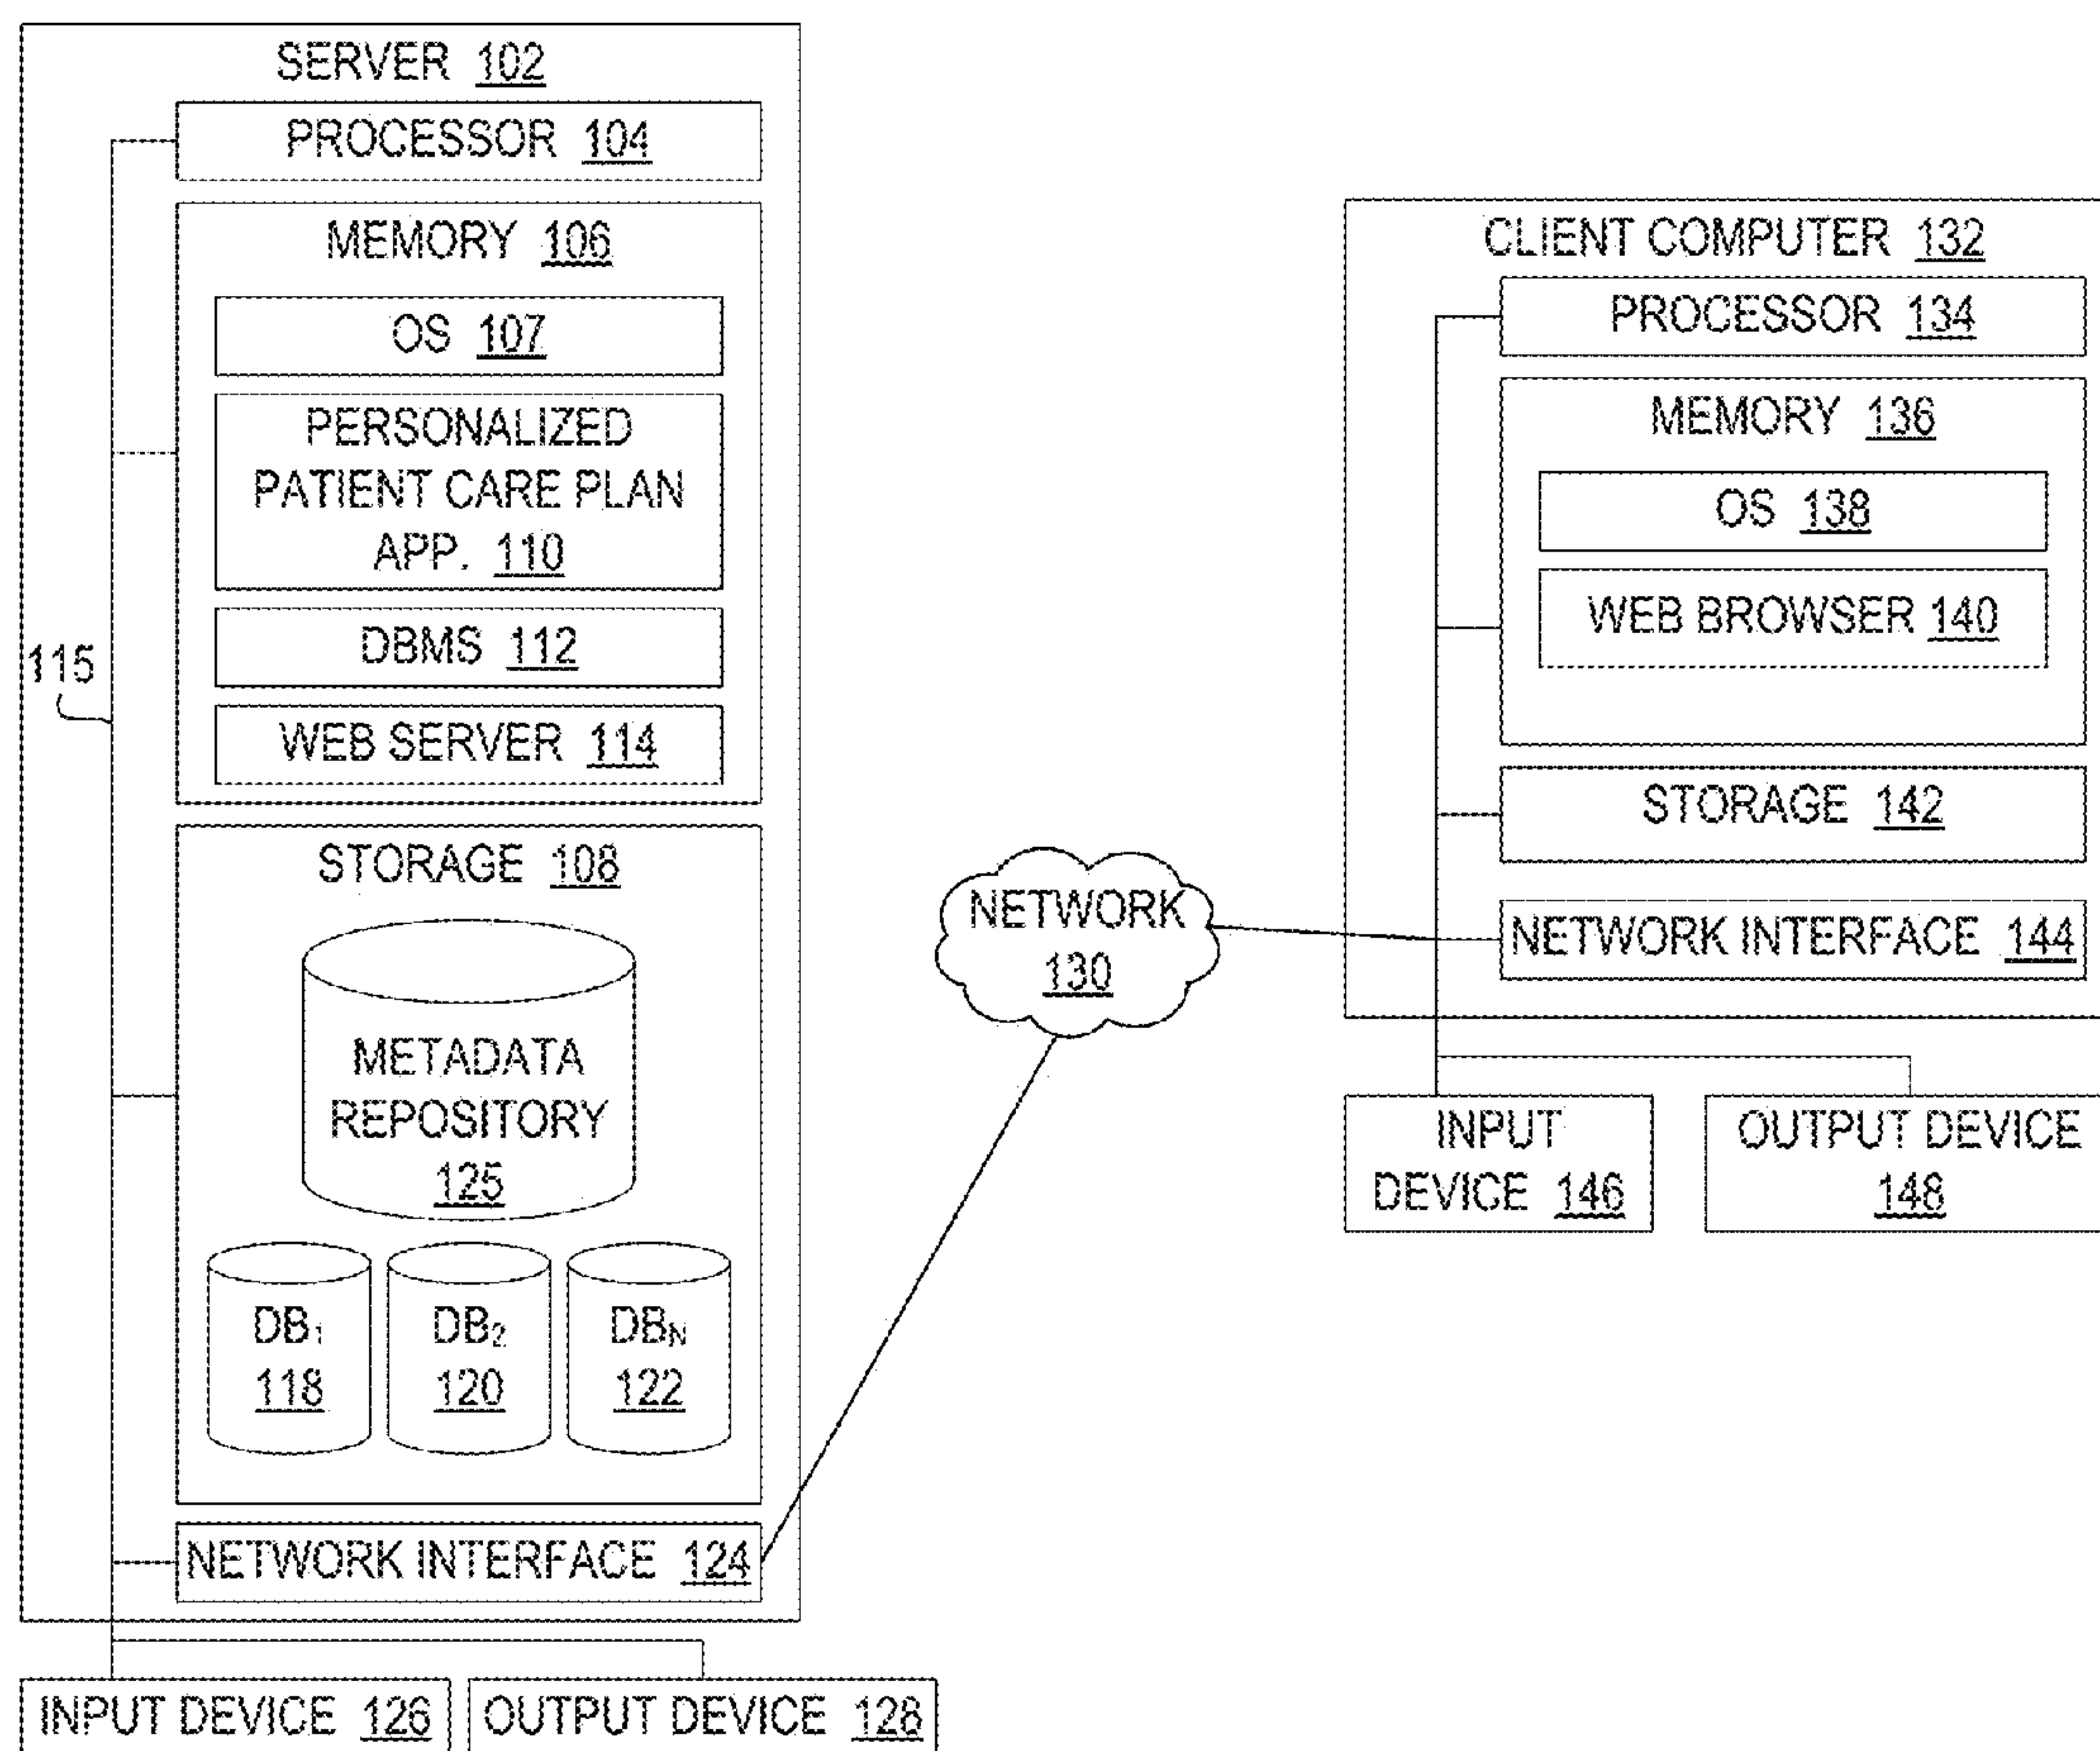 SERVER 102
PROCESSOR 104
MEMORY 106
OS 107
PERSONALIZED
PATIENT CARE PLAN
APP. 110
DBMS 112
WEB SERVER 114
115
STORAGE 108
METADATA
REPOSITORY
125
DB1
118
DB2
120
DBN
122
NETWORK INTERFACE 124
INPUT DEVICE 126
OUTPUT DEVICE 128
NETWORK
130
CLIENT COMPUTER 132
PROCESSOR 134
MEMORY 136
OS 138
WEB BROWSER 140
STORAGE 142
NETWORK INTERFACE 144
INPUT
DEVICE 146
OUTPUT DEVICE
148